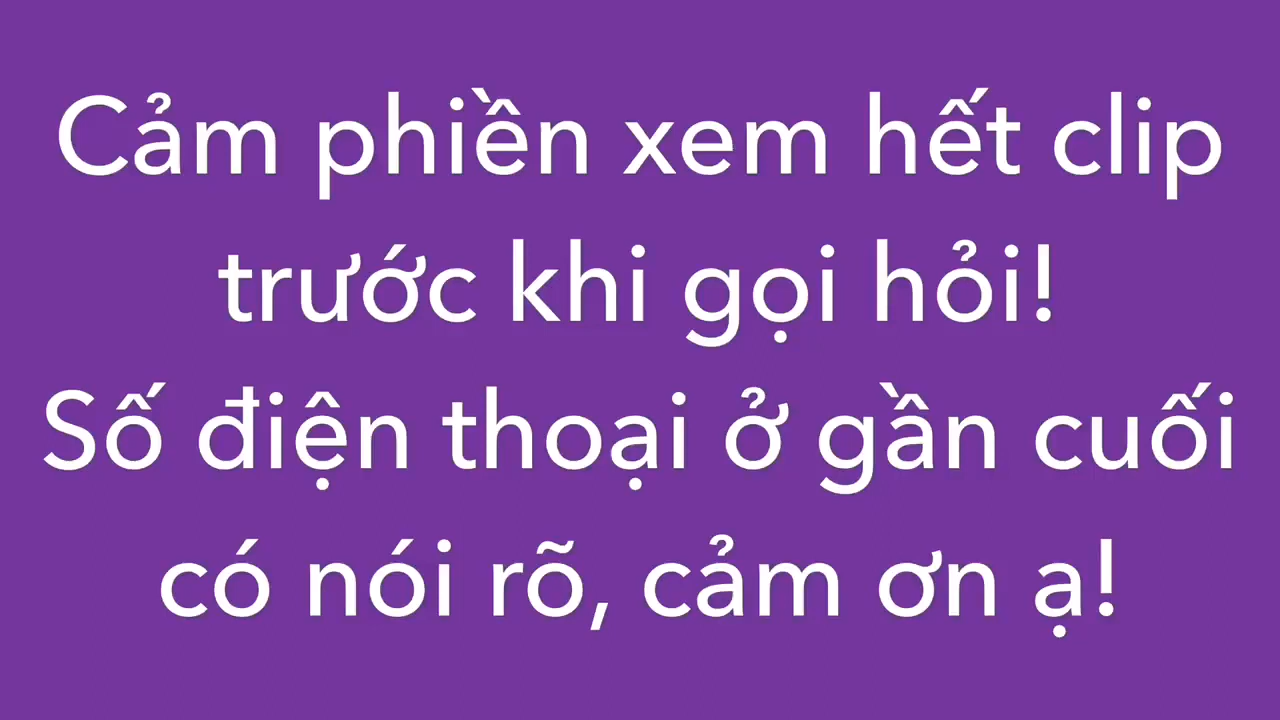 Cảm phiền xem hết clip
trước khi gọi hỏi!
Số điện thoại ở gần cuối
có nói rõ, cảm ơn ạ!